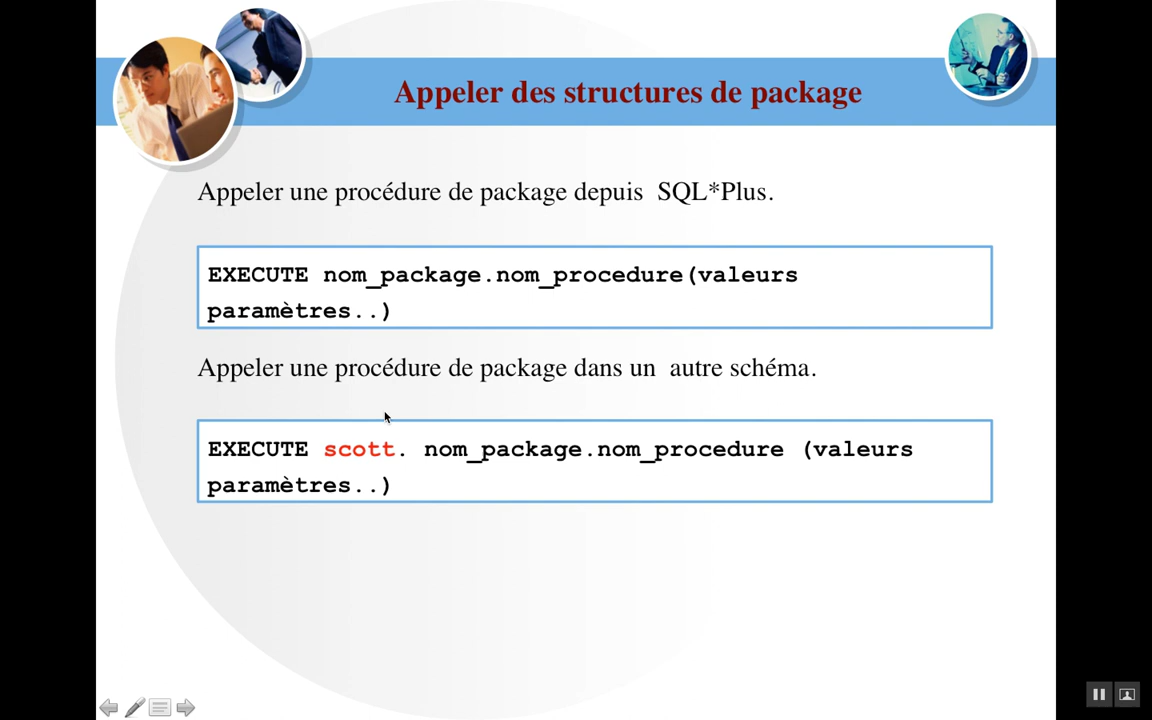 Appeler des structures de package
Appeler une procédure de package depuis SQL*Plus.
EXECUTE nom_package.nom_procedure(valeurs
paramètres..)
Appeler une procédure de package dans un autre schéma.
EXECUTE scott. nom_package.nom_procedure (valeurs
paramètres..)